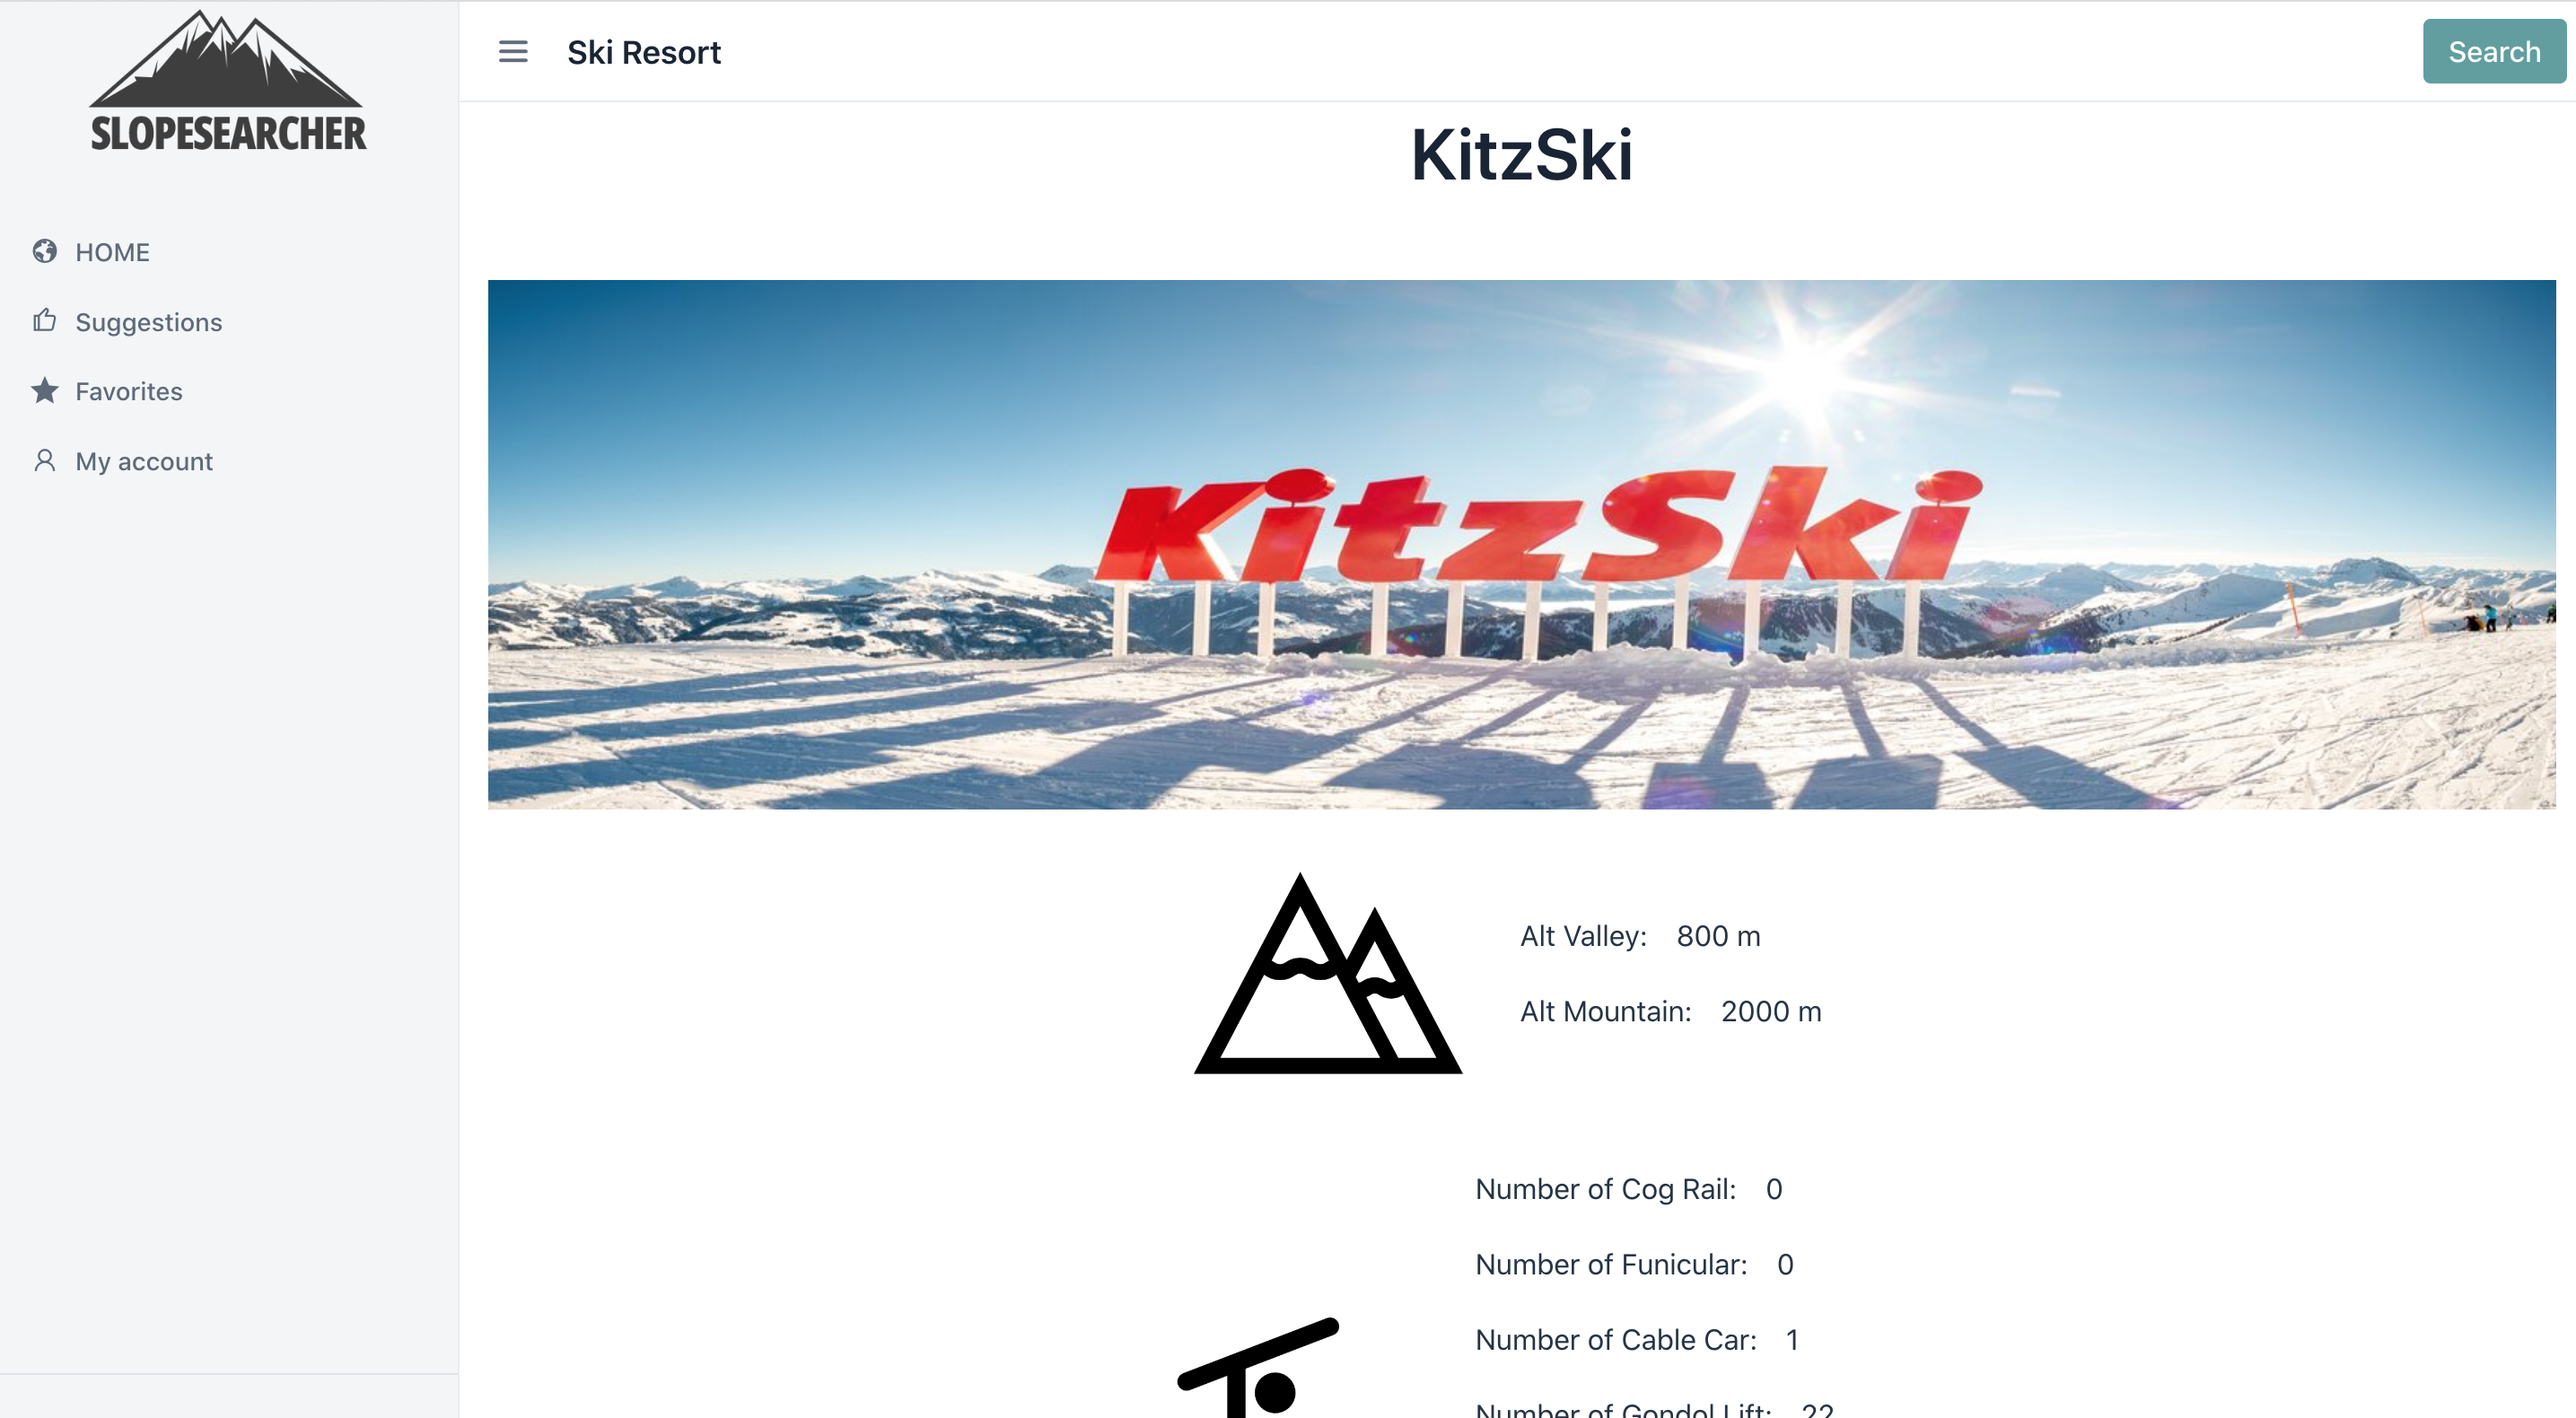 SLOPESEARCHER
HOME
Suggestions
Favorites
My account
Ski Resort
Search
KitzSki
KitzSki
Alt Valley: 800 m
Alt Mountain: 2000 m
Number of Cog Rail: 0
Number of Funicular: 0
Number of Cable Car: 1
Number of Gondol Lift: 22